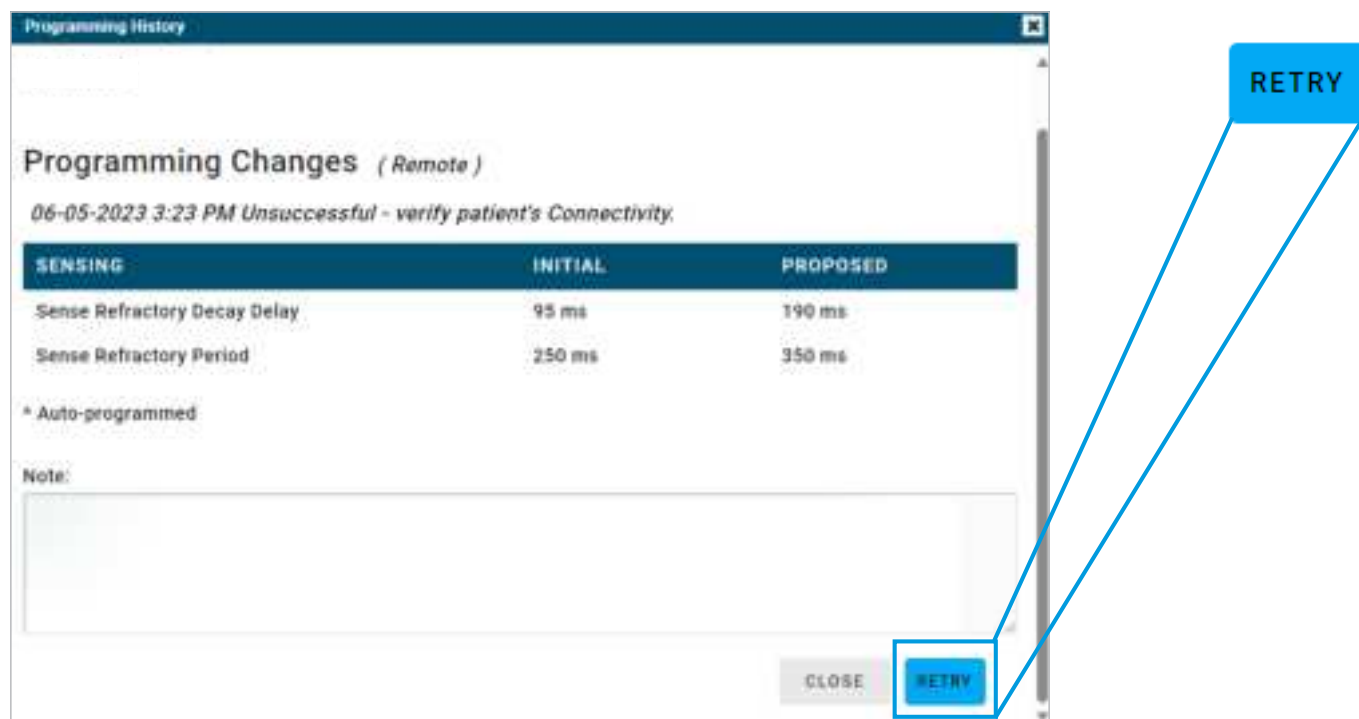 Programming History
RETRY
Programming Changes ( Remote )
06-05-2023 3:23 PM Unsuccessful - verify patient's Connectivity.
SENSING INITIAL PROPOSED
Sense Refractory Decay Delay 95 ms 190 ms
Sense Refractory Period 250 ms 350 ms
* Auto-programmed
Note:
CLOSE RETRY